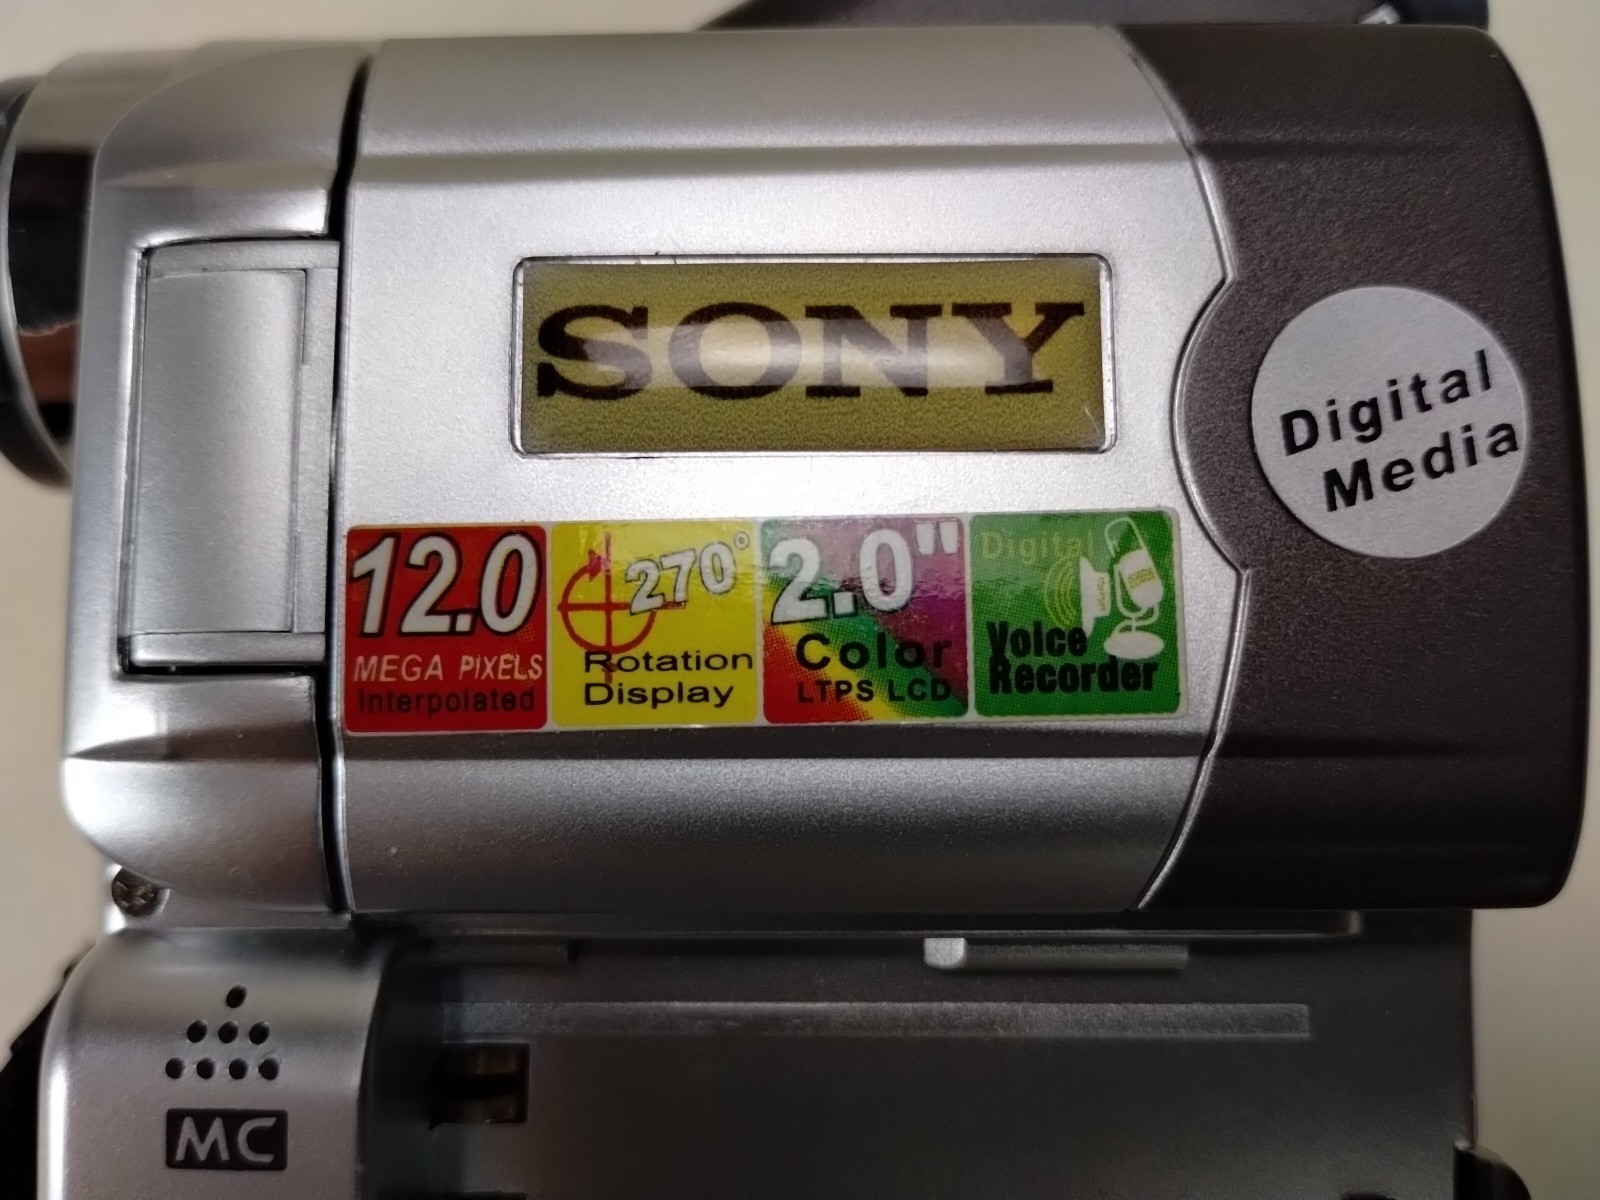 SONY
Digital
Media
12.0
MEGA PIXELS
Interpolated
270°
Rotation
Display
2.0"
Color
LTPS LCD
Digital
Voice
Recorder
MC